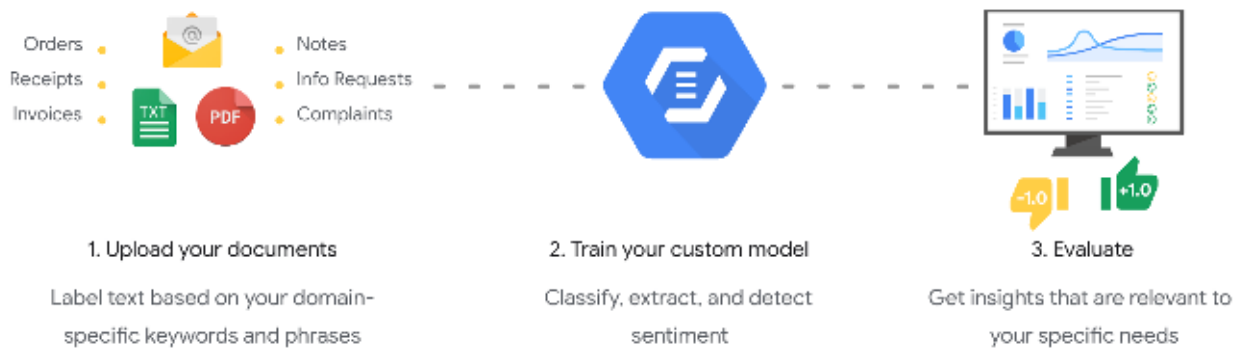 Orders
Receipts
Invoices
@
TXT
PDF
Notes
Info Requests
Complaints
-1.0
+1.0
1. Upload your documents
Label text based on your domain-
specific keywords and phrases
2. Train your custom model
Classify, extract, and detect
sentiment
3. Evaluate
Get insights that are relevant to
your specific needs